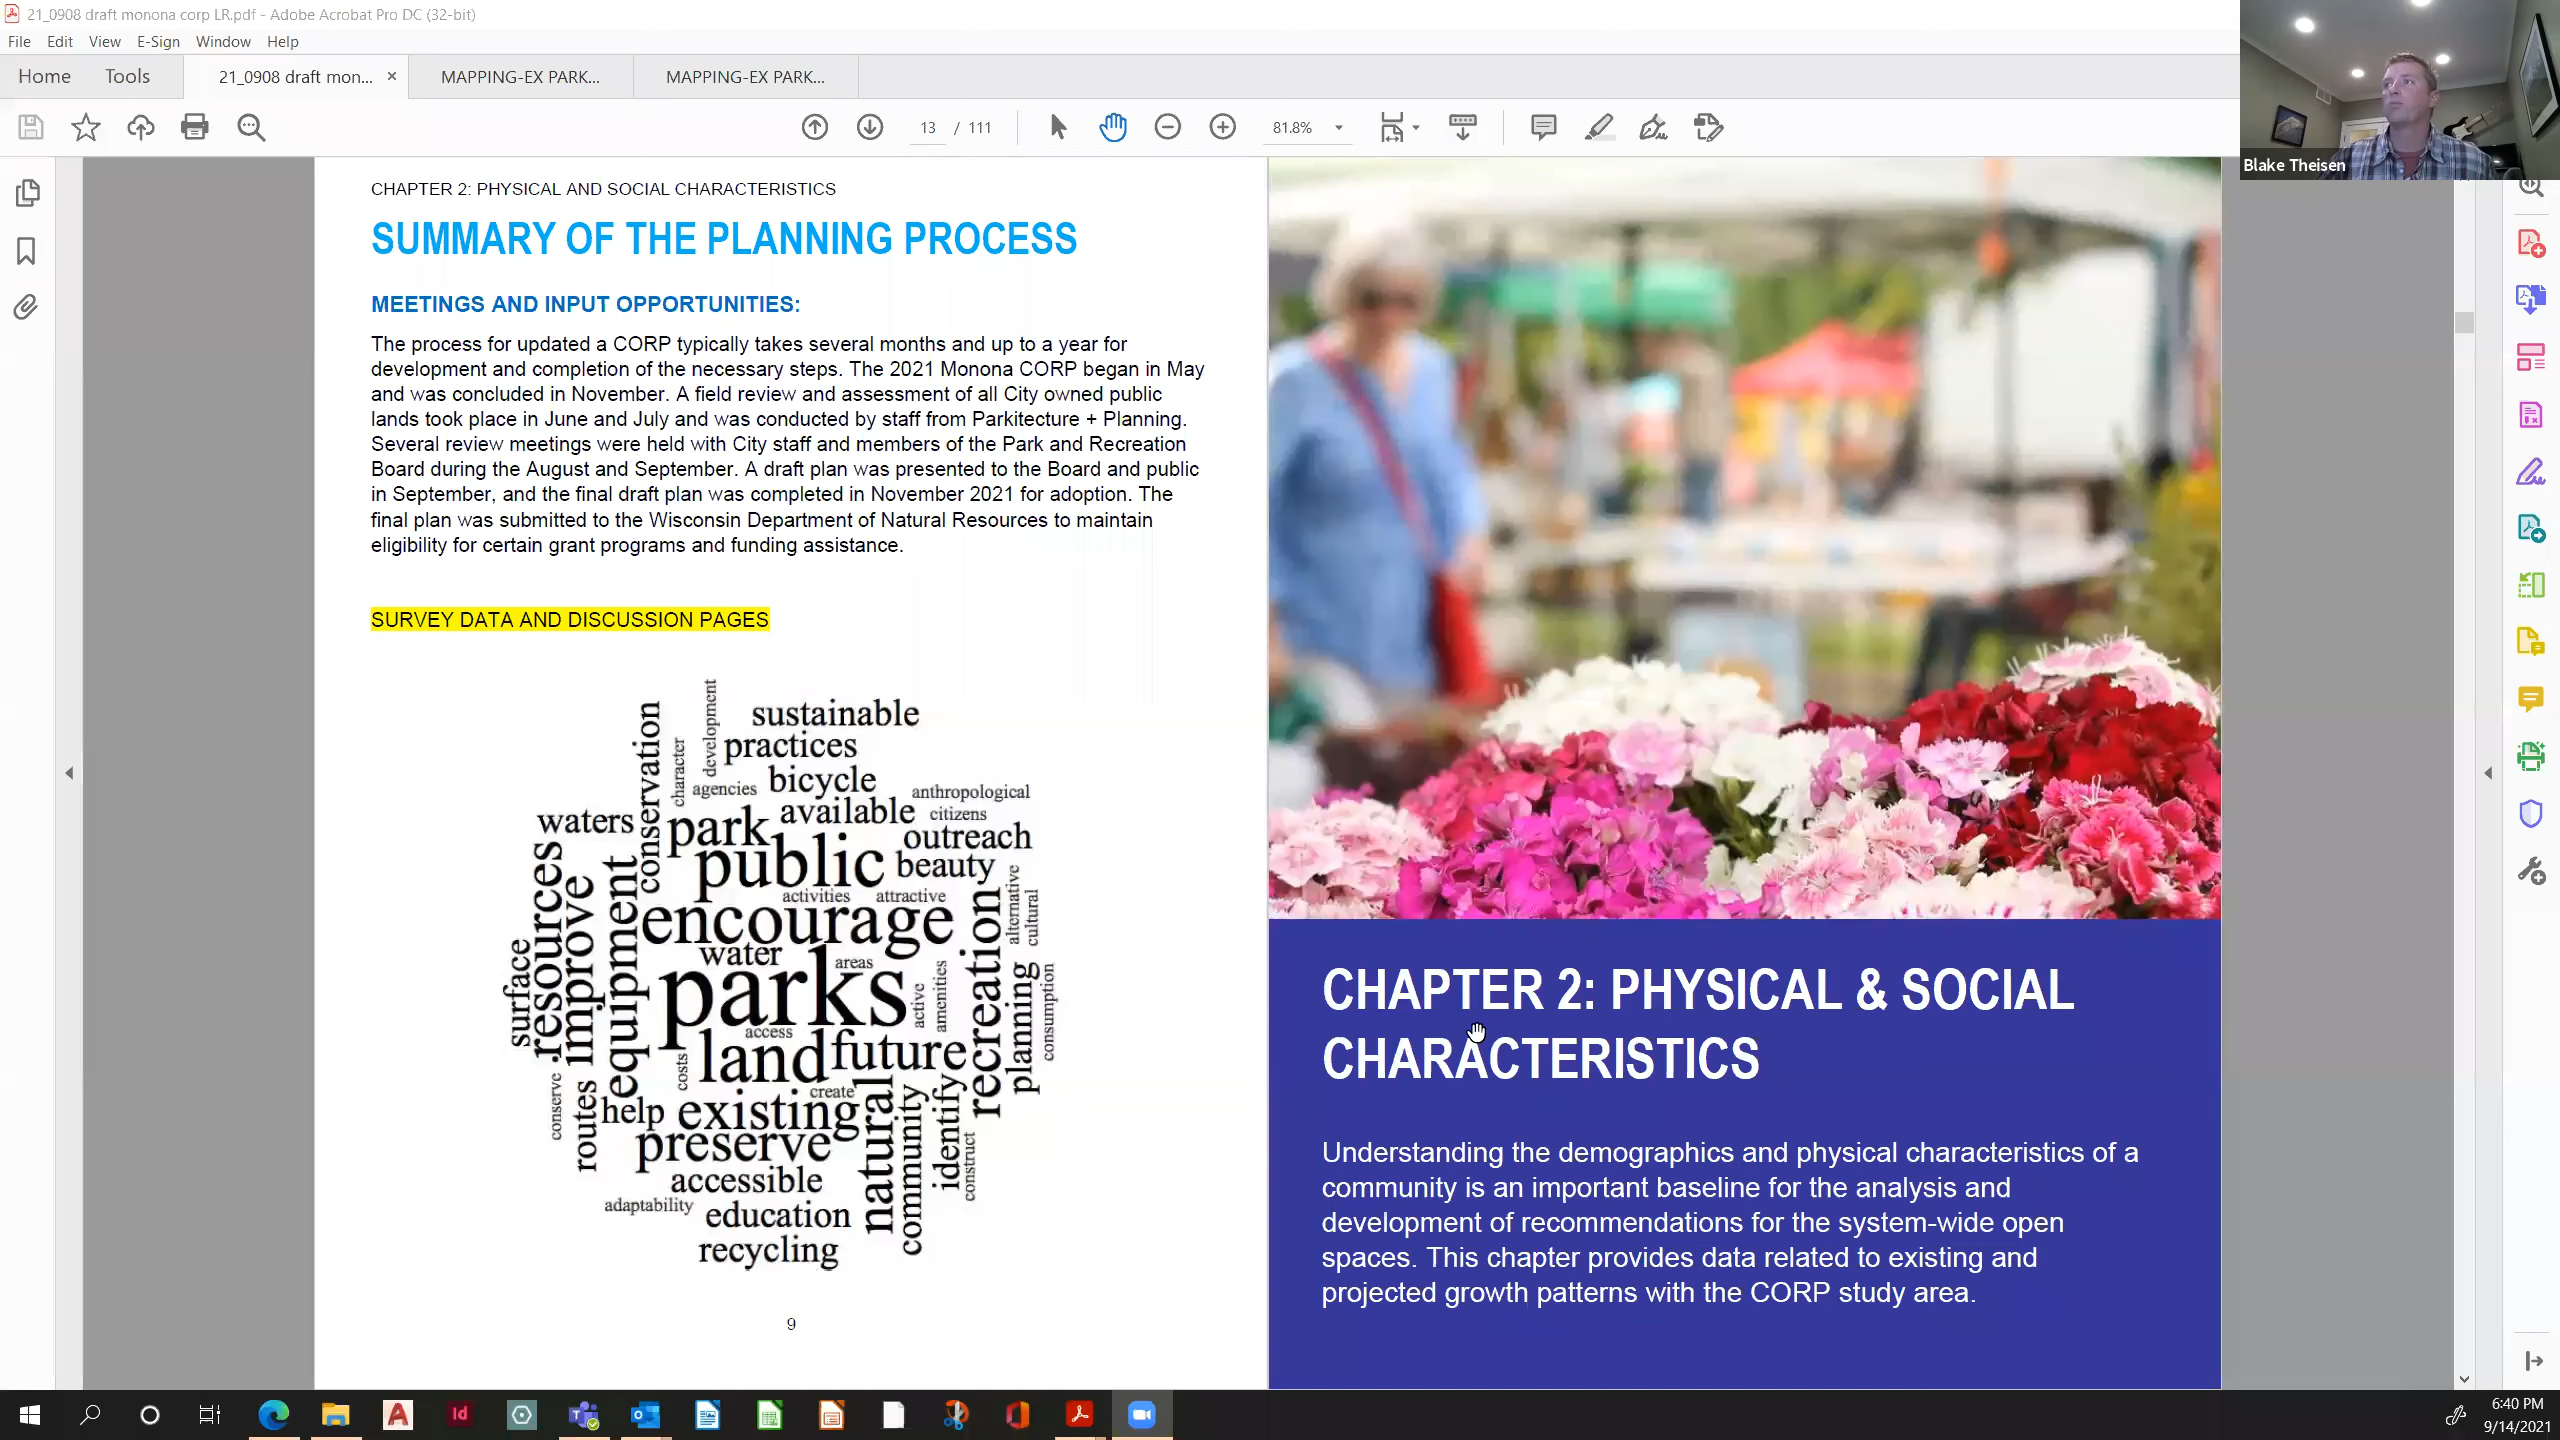 21_0908 draft monona corp LR.pdf - Adobe Acrobat Pro DC (32-bit)
File Edit View E-Sign Window Help
Home Tools 21_0908 draft mon... × MAPPING-EX PARK... MAPPING-EX PARK...
13 / 111 81.8%
Blake Theisen
CHAPTER 2: PHYSICAL AND SOCIAL CHARACTERISTICS
SUMMARY OF THE PLANNING PROCESS
MEETINGS AND INPUT OPPORTUNITIES:
The process for updated a CORP typically takes several months and up to a year for
development and completion of the necessary steps. The 2021 Monona CORP began in May
and was concluded in November. A field review and assessment of all City owned public
lands took place in June and July and was conducted by staff from Parkitecture + Planning.
Several review meetings were held with City staff and members of the Park and Recreation
Board during the August and September. A draft plan was presented to the Board and public
in September, and the final draft plan was completed in November 2021 for adoption. The
final plan was submitted to the Wisconsin Department of Natural Resources to maintain
eligibility for certain grant programs and funding assistance.
SURVEY DATA AND DISCUSSION PAGES
sustainable
development
conservation
character
practices
bicycle
agencies
anthropological
available
citizens
waters
park
outreach
public
beauty
resources
improve
equipment
activities
attractive
alternative
cultural
encourage
recreation
water
areas
surface
parks
active
amenities
planning
consumption
access
land
future
costs
create
conserve
routes
help
existing
natural
community
identify
construct
preserve
accessible
adaptability
education
recycling
9
CHAPTER 2: PHYSICAL & SOCIAL
CHARACTERISTICS
Understanding the demographics and physical characteristics of a
community is an important baseline for the analysis and
development of recommendations for the system-wide open
spaces. This chapter provides data related to existing and
projected growth patterns with the CORP study area.
6:40 PM
9/14/2021